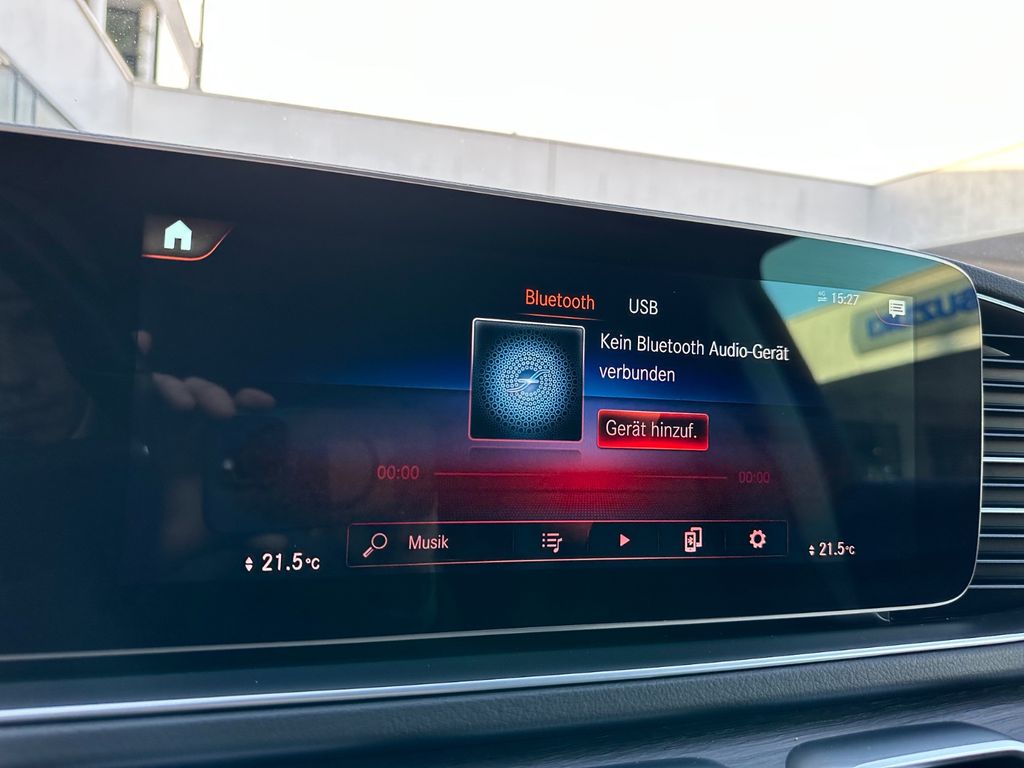 Bluetooth USB
15:27
Kein Bluetooth Audio-Gerät
verbunden
Gerät hinzuf.
00:00 00:00
Musik
21.5°C 21.5°C